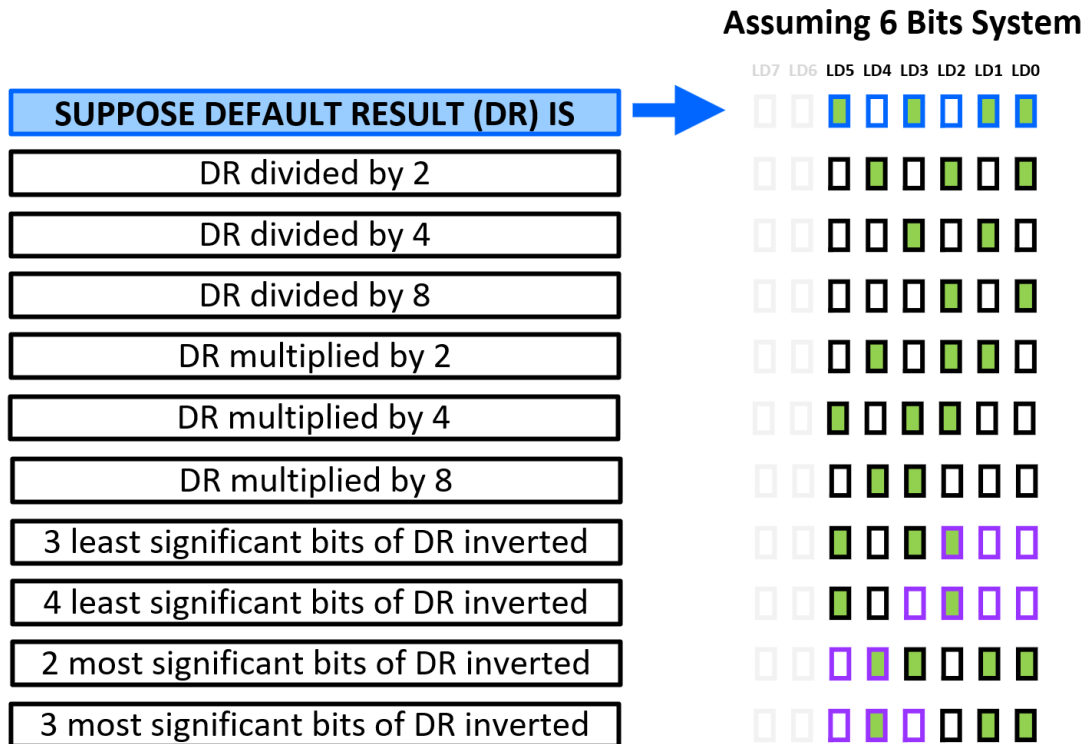 Assuming 6 Bits System
LD7 LD6 LD5 LD4 LD3 LD2 LD1 LD0
SUPPOSE DEFAULT RESULT (DR) IS
DR divided by 2
DR divided by 4
DR divided by 8
DR multiplied by 2
DR multiplied by 4
DR multiplied by 8
3 least significant bits of DR inverted
4 least significant bits of DR inverted
2 most significant bits of DR inverted
3 most significant bits of DR inverted